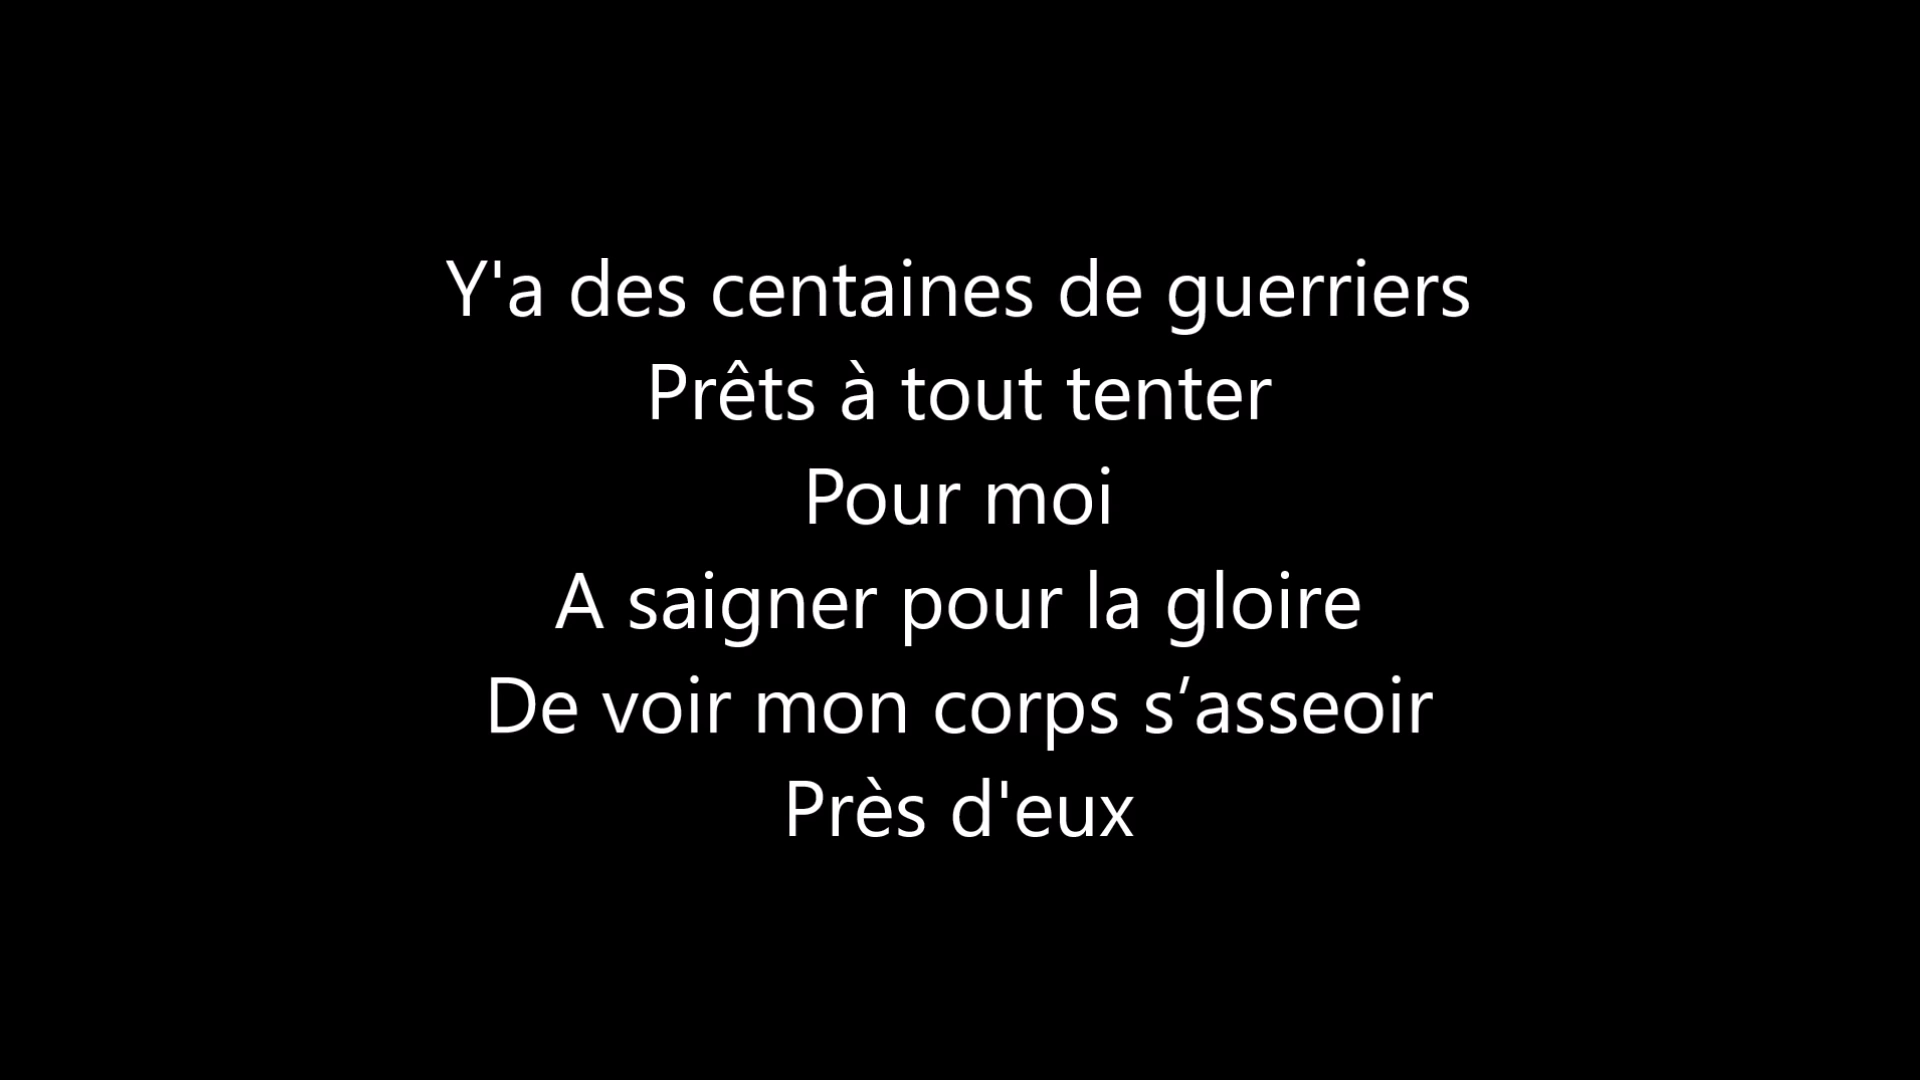 Y'a des centaines de guerriers
Prêts à tout tenter
Pour moi
A saigner pour la gloire
De voir mon corps s’asseoir
Près d'eux